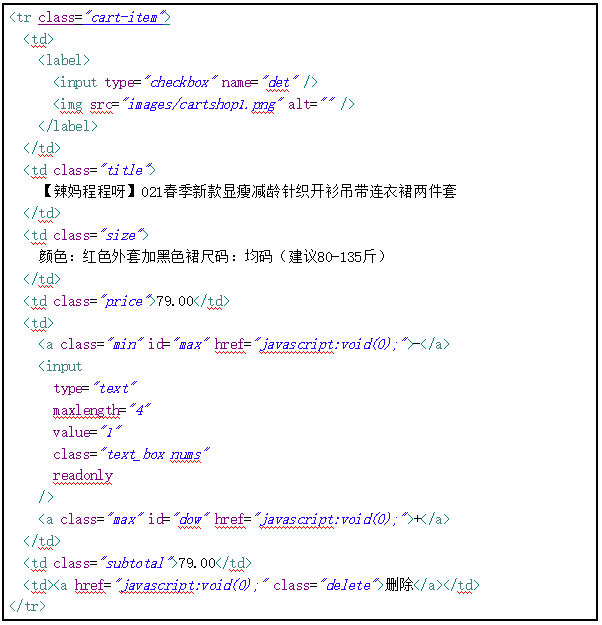 <tr class="cart-item">
<td>
<label>
<input type="checkbox" name="det" />
<img src="images/cartshop1.png" alt="" />
</label>
</td>
<td class="title">
【辣妈程程呀】021春季新款显瘦减龄针织开衫吊带连衣裙两件套
</td>
<td class="size">
颜色：红色外套加黑色裙尺码：均码（建议80-135斤）
</td>
<td class="price">79.00</td>
<td>
<a class="min" id="max" href="javascript:void(0);">-</a>
<input
type="text"
maxlength="4"
value="1"
class="text_box nums"
readonly
/>
<a class="max" id="dow" href="javascript:void(0);">+</a>
</td>
<td class="subtotal">79.00</td>
<td><a href="javascript:void(0);" class="delete">删除</a></td>
</tr>